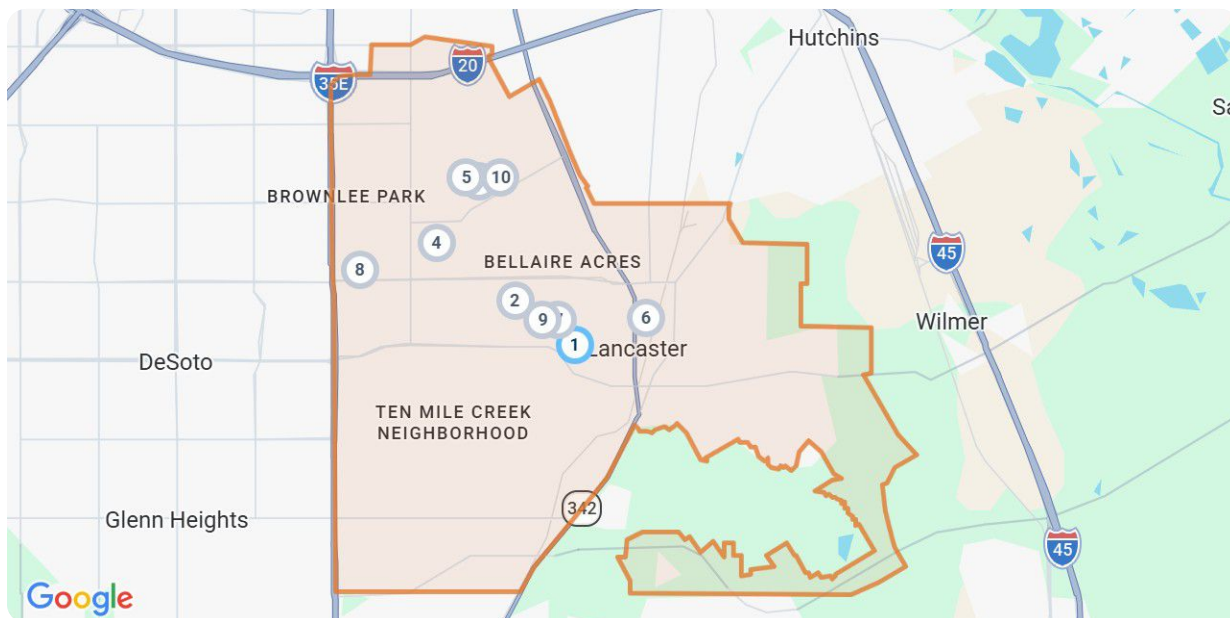 Hutchins
20
35E
Sa
5
10
BROWNLEE PARK
4
BELLAIRE ACRES
45
8
2
9
6
Wilmer
1
Lancaster
DeSoto
TEN MILE CREEK
NEIGHBORHOOD
342
Glenn Heights
45
Google